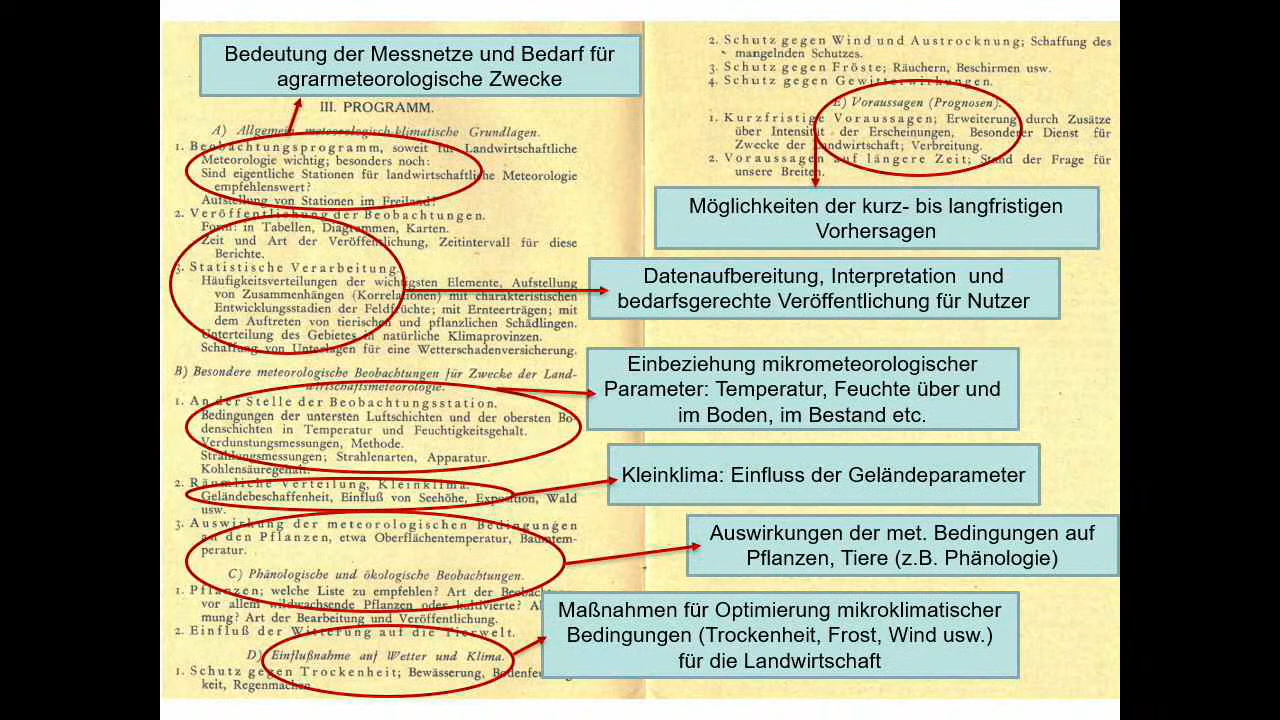 Bedeutung der Messnetze und Bedarf für
agrarmeteorologische Zwecke
III. PROGRAMM.
A) Allgemein meteorologisch-klimatische Grundlagen.
1. Beobachtungsprogramm, soweit für Landwirtschaftliche
Meteorologie wichtig; besonders noch:
Sind eigentliche Stationen für landwirtschaftliche Meteorologie
empfehlenswert?
Aufstellung von Stationen im Freiland?
2. Veröffentlichung der Beobachtungen.
Form: in Tabellen, Diagrammen, Karten.
Zeit und Art der Veröffentlichung, Zeitintervall für diese
Berichte.
3. Statistische Verarbeitung.
Häufigkeitsverteilungen der wichtigsten Elemente, Aufstellung
von Zusammenhängen (Korrelationen) mit charakteristischen
Entwicklungsstadien der Feldfrüchte; mit Ernteerträgen; mit
dem Auftreten von tierischen und pflanzlichen Schädlingen.
Unterteilung des Gebietes in natürliche Klimaprovinzen.
Schaffung von Unterlagen für eine Wetterschadenversicherung.
B) Besondere meteorologische Beobachtungen für Zwecke der Land-
wirtschaftsmeteorologie.
1. An der Stelle der Beobachtungsstation.
Bedingungen der untersten Luftschichten und der obersten Bo-
denschichten in Temperatur und Feuchtigkeitsgehalt.
Verdunstungsmessungen, Methode.
Strahlungsmessungen; Strahlenarten, Apparatur.
Kohlensäuregehalt.
2. Räumliche Verteilung, Kleinklima.
Geländebeschaffenheit, Einfluß von Seehöhe, Exposition, Wald
usw.
3. Auswirkung der meteorologischen Bedingungen
an den Pflanzen, etwa Oberflächentemperatur, Baumtem-
peratur.
C) Phänologische und ökologische Beobachtungen.
1. Pflanzen; welche Liste zu empfehlen? Art der
vor allem wildwachsende Pflanzen oder kultivierte?
mung? Art der Bearbeitung und Veröffentlichung.
2. Einfluß der Witterung auf die Tierwelt.
D) Einflußnahme auf Wetter und Klima.
1. Schutz gegen Trockenheit; Bewässerung,
keit, Regenmachen.
2. Schutz gegen Wind und Austrocknung; Schaffung des
mangelnden Schutzes.
3. Schutz gegen Fröste; Räuchern, Beschirmen usw.
4. Schutz gegen Gewitterwirkungen.
E) Voraussagen (Prognosen).
1. Kurzfristige Voraussagen; Erweiterung durch Zusätze
über Intensität der Erscheinungen, Besonderer Dienst für
Zwecke der Landwirtschaft; Verbreitung.
2. Voraussagen auf längere Zeit; Stand der Frage für
unsere Breiten.
Möglichkeiten der kurz- bis langfristigen
Vorhersagen
Datenaufbereitung, Interpretation und
bedarfsgerechte Veröffentlichung für Nutzer
Einbeziehung mikrometeorologischer
Parameter: Temperatur, Feuchte über und
im Boden, im Bestand etc.
Kleinklima: Einfluss der Geländeparameter
Auswirkungen der met. Bedingungen auf
Pflanzen, Tiere (z.B. Phänologie)
Maßnahmen für Optimierung mikroklimatischer
Bedingungen (Trockenheit, Frost, Wind usw.)
für die Landwirtschaft